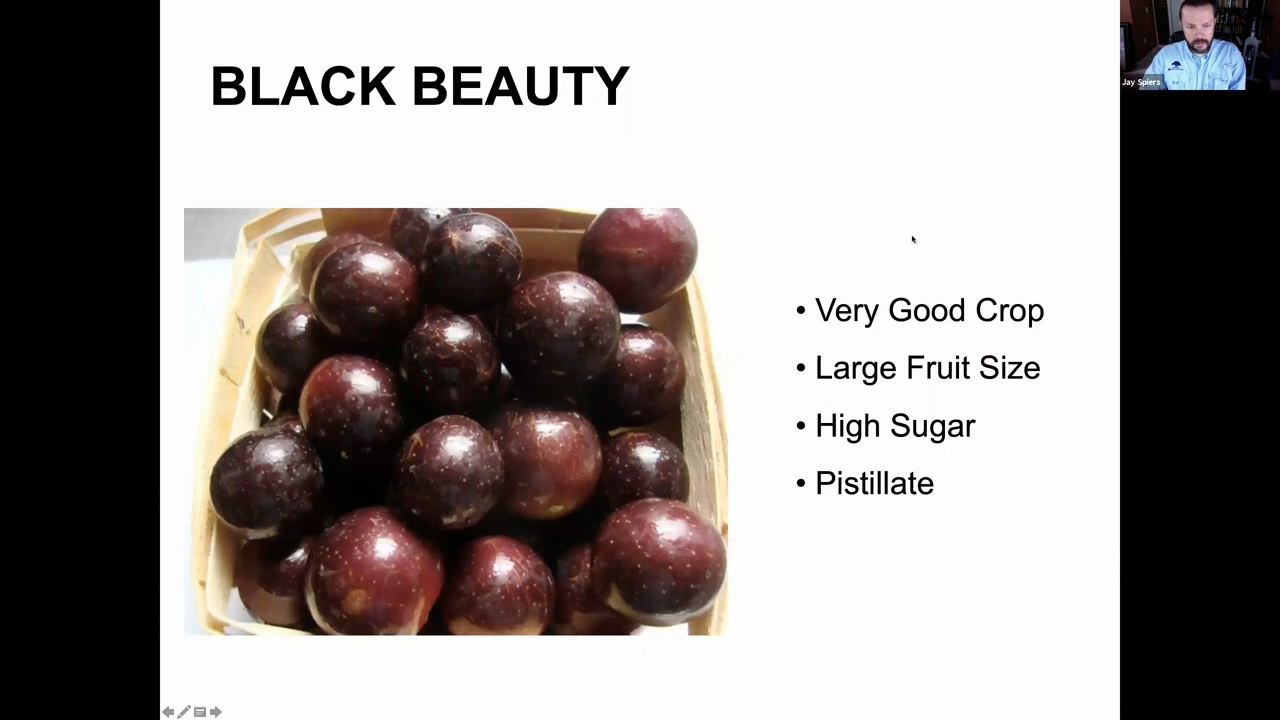 BLACK BEAUTY
Jay Spiers
• Very Good Crop
• Large Fruit Size
• High Sugar
• Pistillate